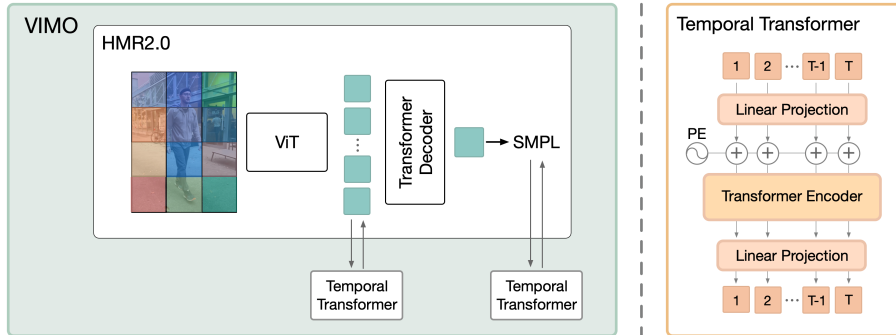 VIMO
HMR2.0
ViT
Transformer
Decoder
SMPL
Temporal
Transformer
Temporal
Transformer
Temporal Transformer
1 2 ··· T-1 T
Linear Projection
PE
Transformer Encoder
Linear Projection
1 2 ··· T-1 T